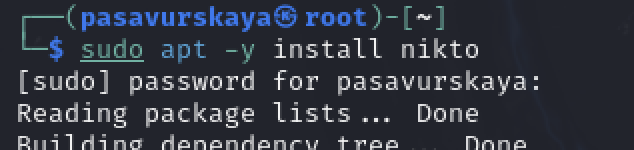 ┌──(pasavurskaya㉿root)-[~]
└─$ sudo apt -y install nikto
[sudo] password for pasavurskaya:
Reading package lists... Done
Building dependency tree... Done